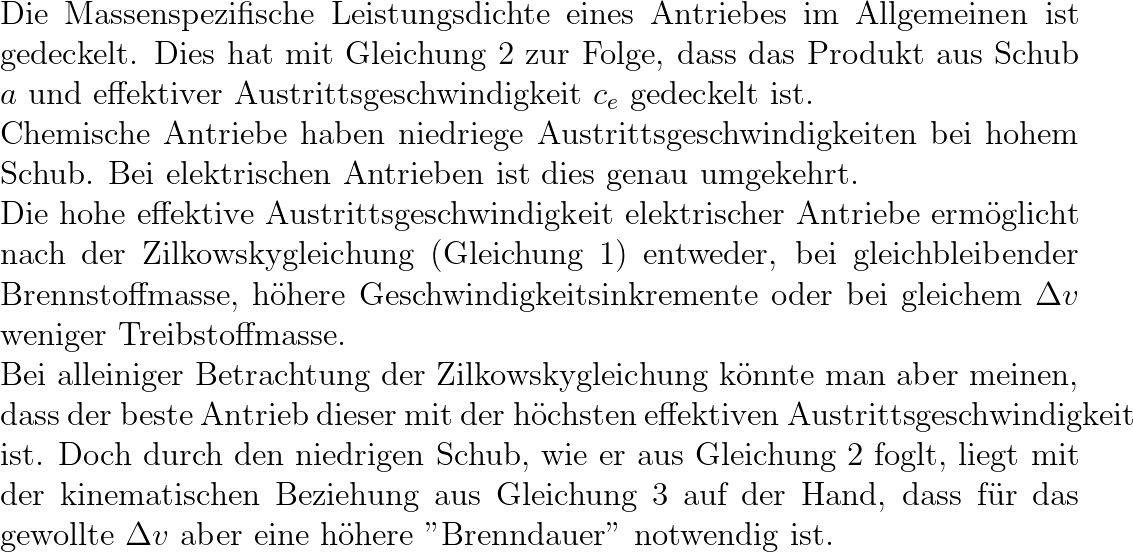 Die Massenspezifische Leistungsdichte eines Antriebes im Allgemeinen ist
gedeckelt. Dies hat mit Gleichung 2 zur Folge, dass das Produkt aus Schub
a und effektiver Austrittsgeschwindigkeit cₑ gedeckelt ist.
Chemische Antriebe haben niedriege Austrittsgeschwindigkeiten bei hohem
Schub. Bei elektrischen Antrieben ist dies genau umgekehrt.
Die hohe effektive Austrittsgeschwindigkeit elektrischer Antriebe ermöglicht
nach der Zilkowskygleichung (Gleichung 1) entweder, bei gleichbleibender
Brennstoffmasse, höhere Geschwindigkeitsinkremente oder bei gleichem Δv
weniger Treibstoffmasse.
Bei alleiniger Betrachtung der Zilkowskygleichung könnte man aber meinen,
dass der beste Antrieb dieser mit der höchsten effektiven Austrittsgeschwindigkeit
ist. Doch durch den niedrigen Schub, wie er aus Gleichung 2 foglt, liegt mit
der kinematischen Beziehung aus Gleichung 3 auf der Hand, dass für das
gewollte Δv aber eine höhere ”Brenndauer” notwendig ist.